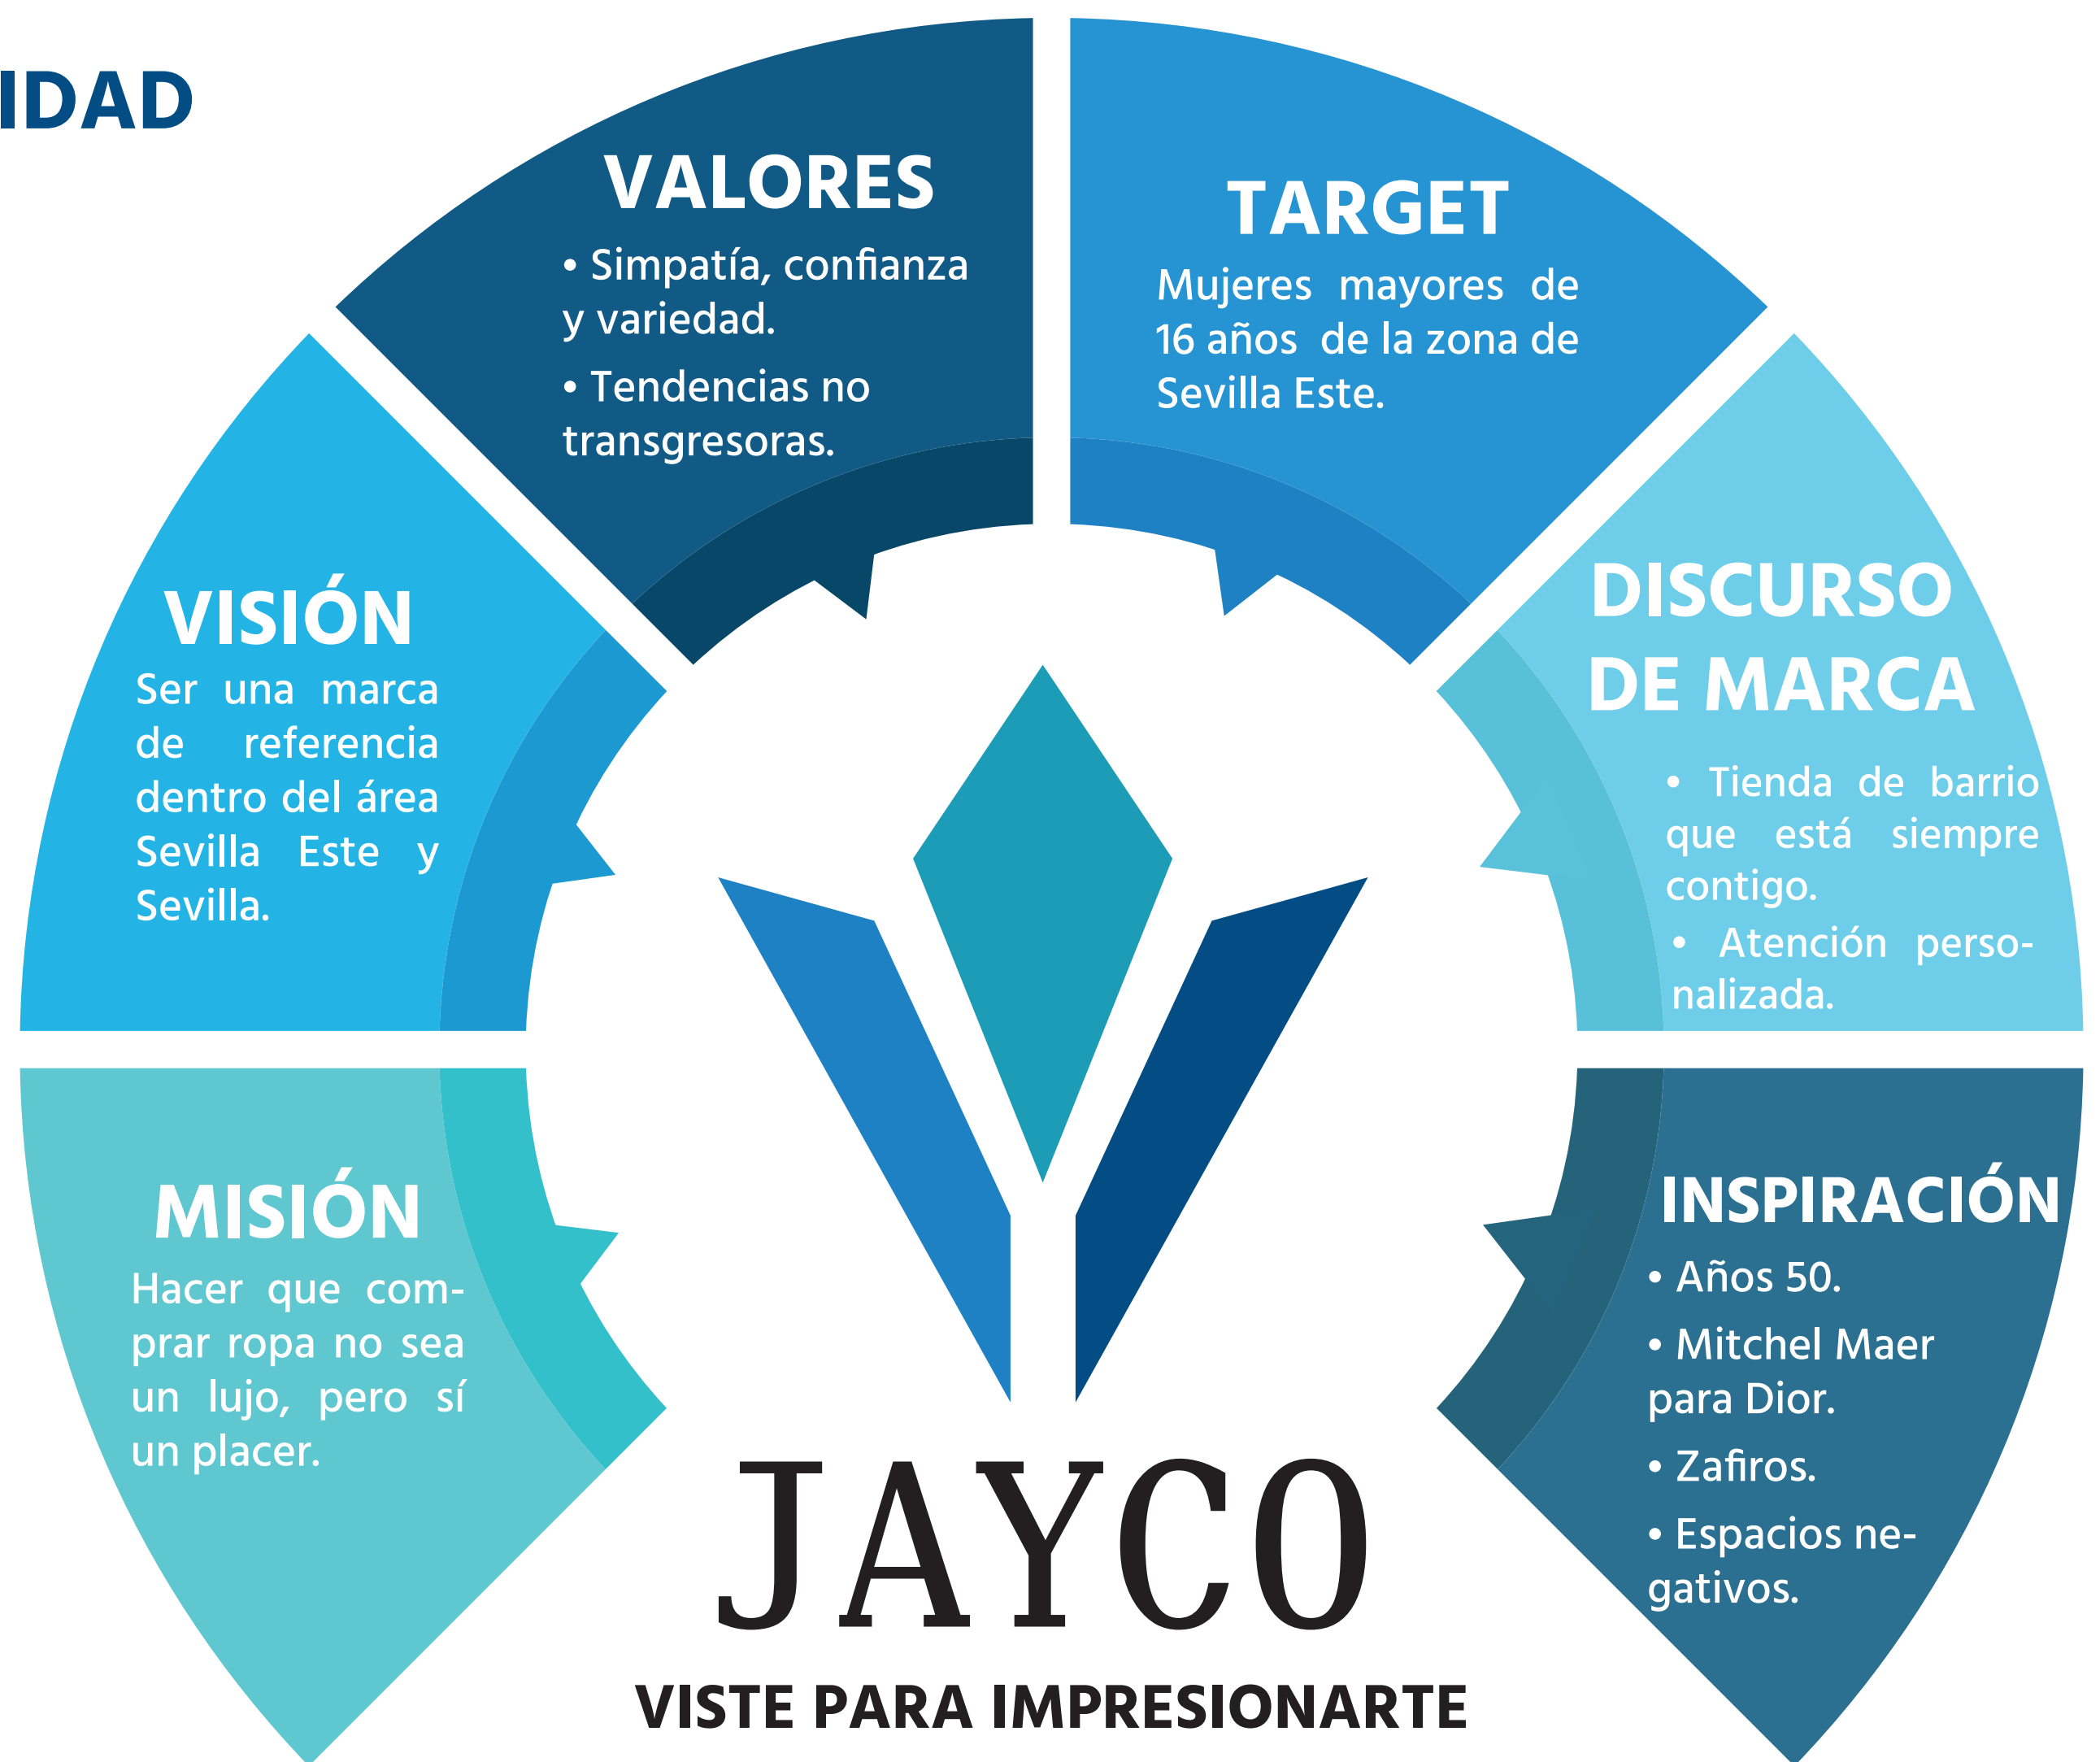 IDAD
VALORES
• Simpatía, confianza
y variedad.
• Tendencias no
transgresoras.
TARGET
Mujeres mayores de
16 años de la zona de
Sevilla Este.
VISIÓN
Ser una marca
de referencia
dentro del área
Sevilla Este y
Sevilla.
DISCURSO
DE MARCA
• Tienda de barrio
que está siempre
contigo.
• Atención perso-
nalizada.
MISIÓN
Hacer que com-
prar ropa no sea
un lujo, pero sí
un placer.
INSPIRACIÓN
• Años 50.
• Mitchel Maer
para Dior.
• Zafiros.
• Espacios ne-
gativos.
JAYCO
VISTE PARA IMPRESIONARTE